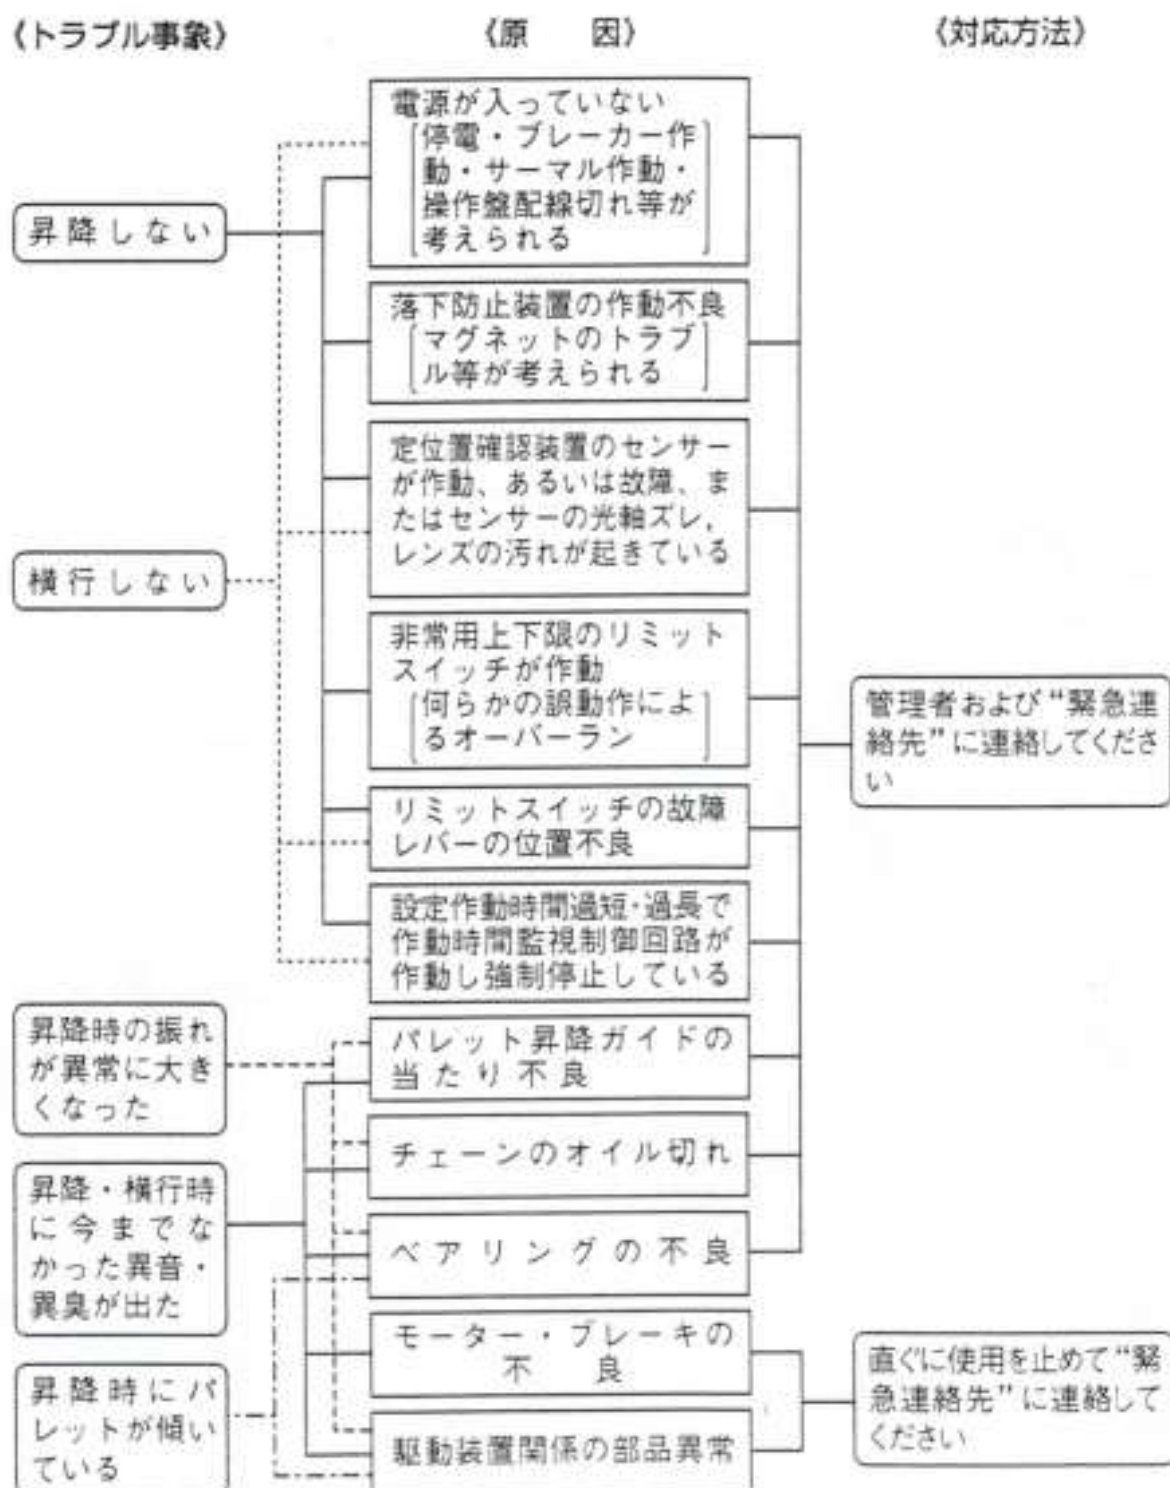 《トラブル事象》
《原　因》
《対応方法》
昇降しない
横行しない
昇降時の振れ
が異常に大き
くなった
昇降・横行時
に今までな
かった異音・
異臭が出た
昇降時にパ
レットが傾い
ている
電源が入っていない
停電・ブレーカー作
動・サーマル作動・
操作盤配線切れ等が
考えられる
落下防止装置の作動不良
マグネットのトラブ
ル等が考えられる
定位置確認装置のセンサー
が作動、あるいは故障、ま
たはセンサーの光軸ズレ，
レンズの汚れが起きている
非常用上下限のリミット
スイッチが作動
何らかの誤動作によ
るオーバーラン
リミットスイッチの故障
レバーの位置不良
設定作動時間過短・過長で
作動時間監視制御回路が
作動し強制停止している
パレット昇降ガイドの
当たり不良
チェーンのオイル切れ
ベアリングの不良
モーター・ブレーキの
不　良
駆動装置関係の部品異常
管理者および“緊急連
絡先”に連絡してくださ
い
直ぐに使用を止めて“緊
急連絡先”に連絡して
ください